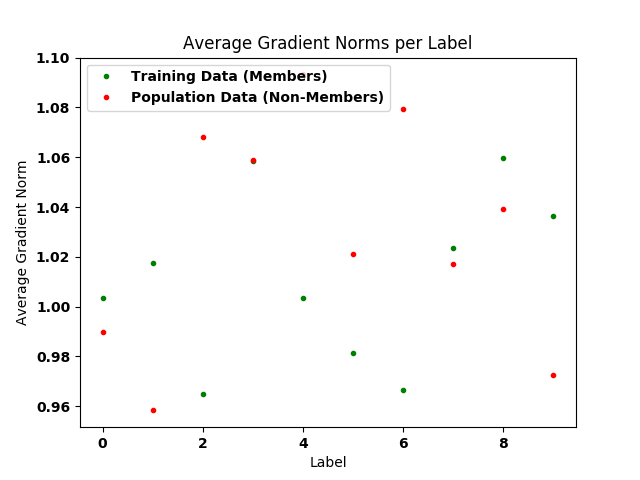 Average Gradient Norms per Label
Training Data (Members)
Population Data (Non-Members)
Average Gradient Norm
1.10
1.08
1.06
1.04
1.02
1.00
0.98
0.96
0 2 4 6 8
Label